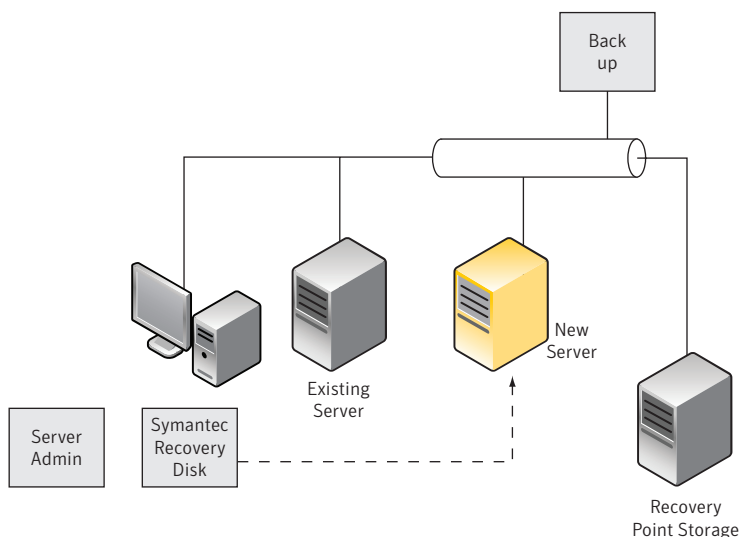 Back
up
New
Server
Existing
Server
Server
Admin
Symantec
Recovery
Disk
Recovery
Point Storage